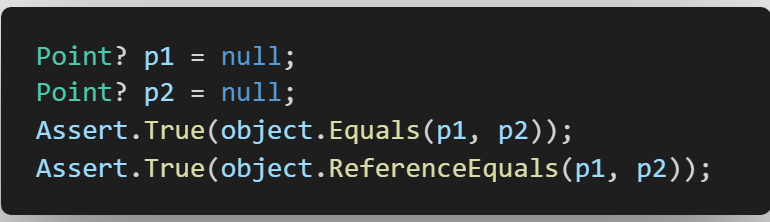 Point? p1 = null;
Point? p2 = null;
Assert.True(object.Equals(p1, p2));
Assert.True(object.ReferenceEquals(p1, p2));